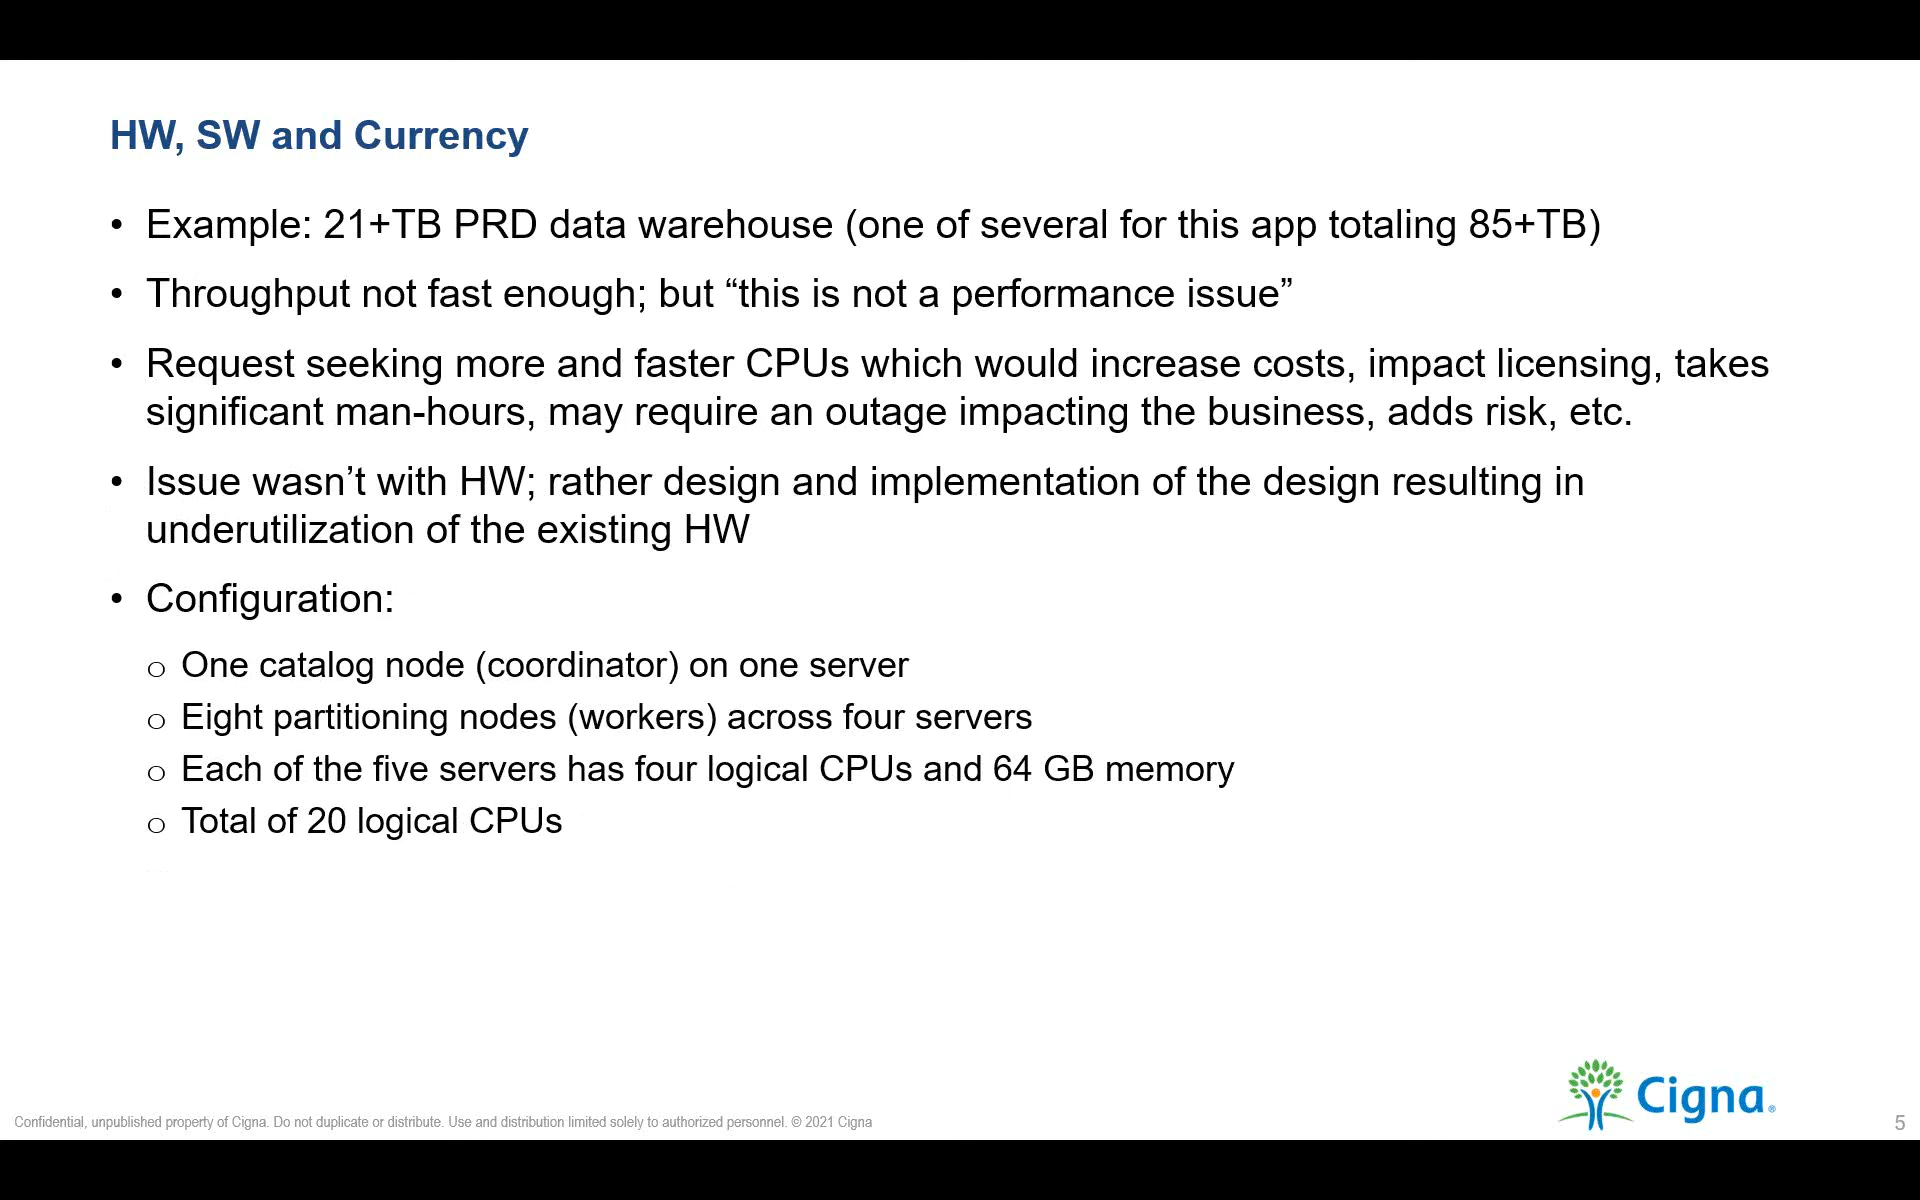 HW, SW and Currency
• Example: 21+TB PRD data warehouse (one of several for this app totaling 85+TB)
• Throughput not fast enough; but “this is not a performance issue”
• Request seeking more and faster CPUs which would increase costs, impact licensing, takes
significant man-hours, may require an outage impacting the business, adds risk, etc.
• Issue wasn’t with HW; rather design and implementation of the design resulting in
underutilization of the existing HW
• Configuration:
o One catalog node (coordinator) on one server
o Eight partitioning nodes (workers) across four servers
o Each of the five servers has four logical CPUs and 64 GB memory
o Total of 20 logical CPUs
Cigna®
Confidential, unpublished property of Cigna. Do not duplicate or distribute. Use and distribution limited solely to authorized personnel. © 2021 Cigna
5